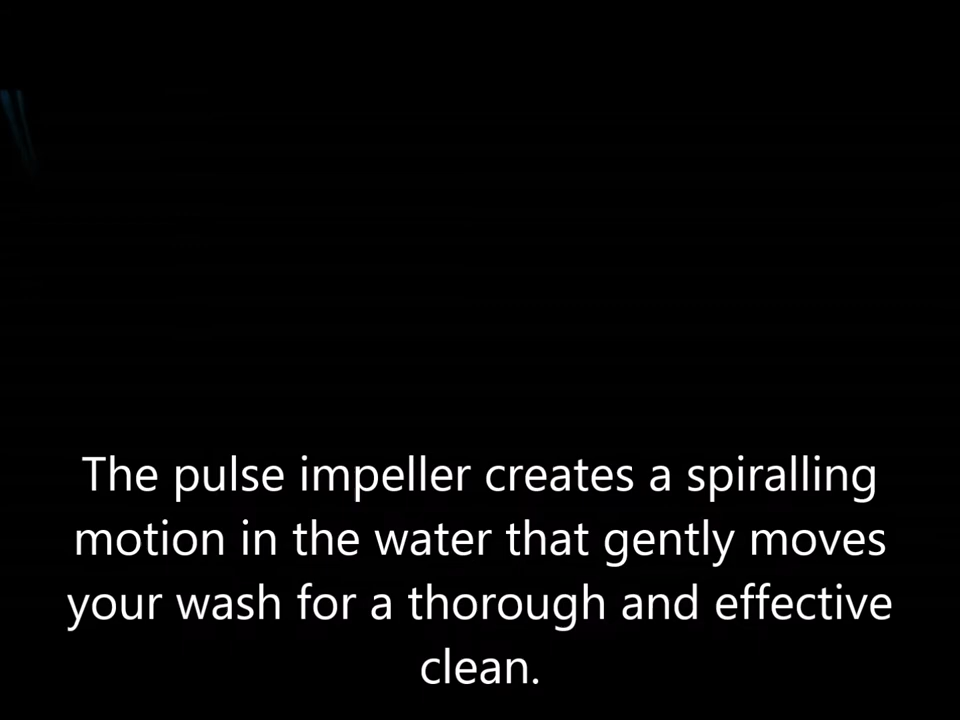 The pulse impeller creates a spiralling
motion in the water that gently moves
your wash for a thorough and effective
clean.